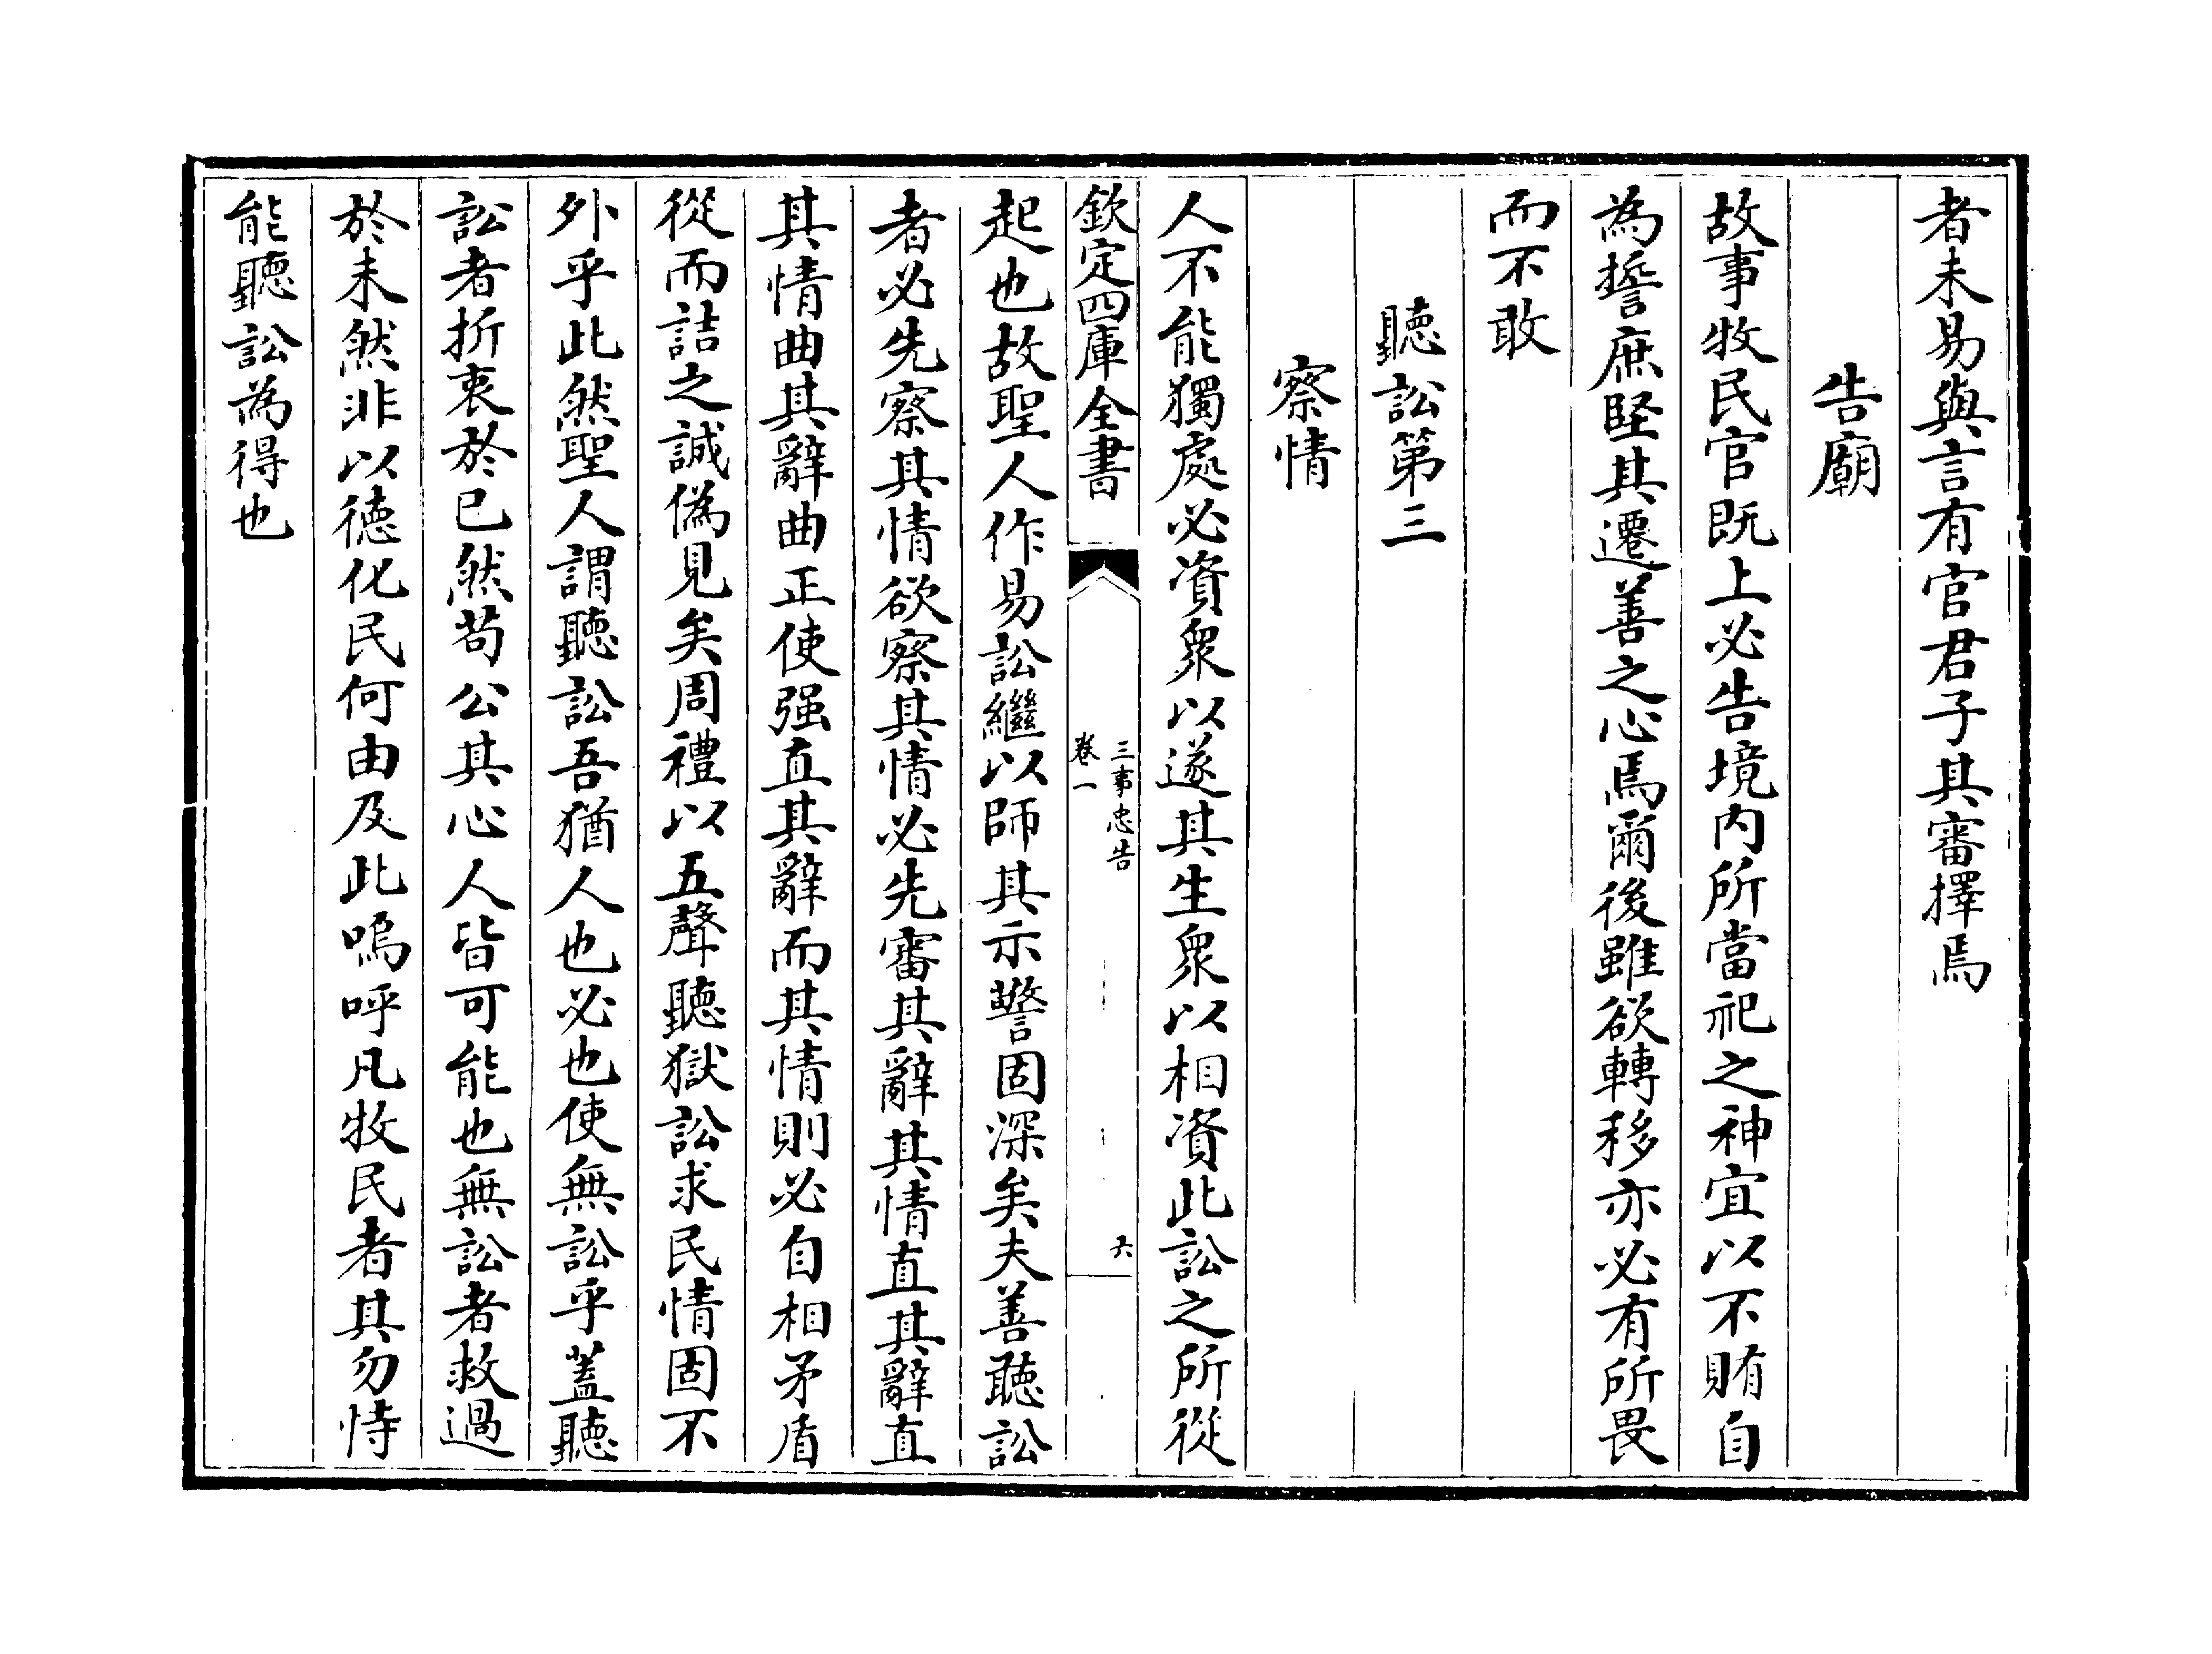 者未易與言有官君子其審擇焉
告廟
故事牧民官既上必告境内所當祀之神宜以不賄自
為誓庶堅其遷善之心焉爾後雖欲轉移亦必有所畏
而不敢
聽訟第三
察情
人不能獨處必資衆以遂其生衆以相資此訟之所從
欽定四庫全書
三事忠告
卷一
六
起也故聖人作易訟繼以師其示警固深矣夫善聽訟
者必先察其情欲察其情必先審其辭其情直其辭直
其情曲其辭曲正使强直其辭而其情則必自相矛盾
從而詰之誠偽見矣周禮以五聲聽獄訟求民情固不
外乎此然聖人謂聽訟吾猶人也必也使無訟乎蓋聽
訟者折衷於已然苟公其心人皆可能也無訟者救過
於未然非以德化民何由及此嗚呼凡牧民者其勿恃
能聽訟為得也